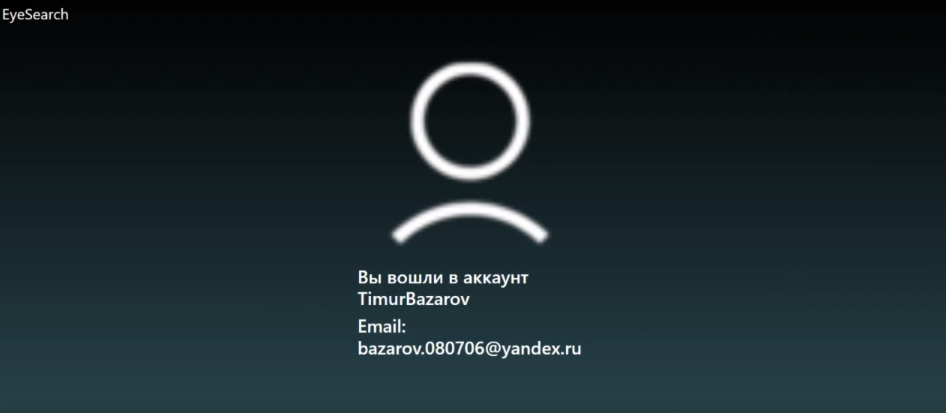 EyeSearch
Вы вошли в аккаунт
TimurBazarov
Email:
bazarov.080706@yandex.ru